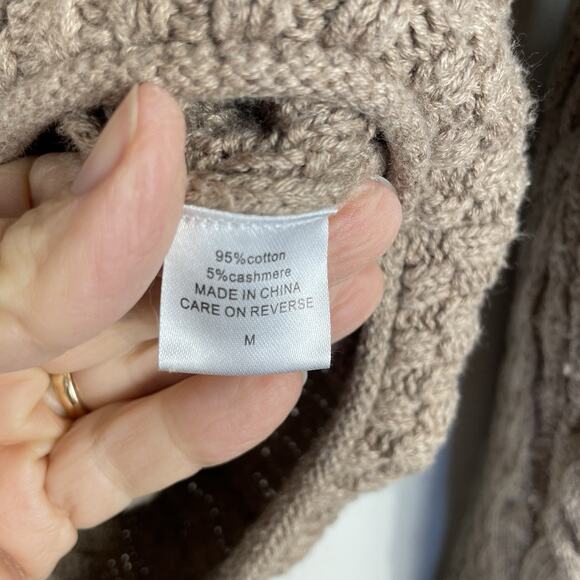 95%cotton
5%cashmere
MADE IN CHINA
CARE ON REVERSE
M